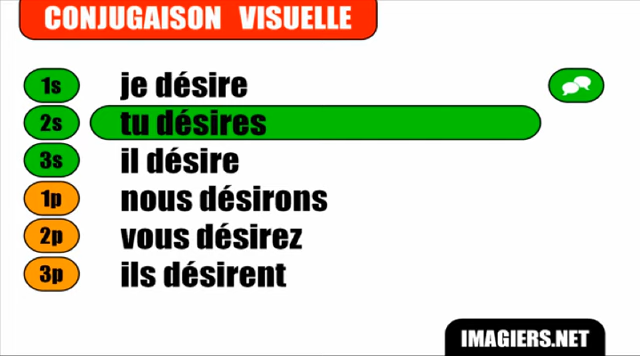 CONJUGAISON VISUELLE
1s je désire
2s tu désires
3s il désire
1p nous désirons
2p vous désirez
3p ils désirent
IMAGIERS.NET